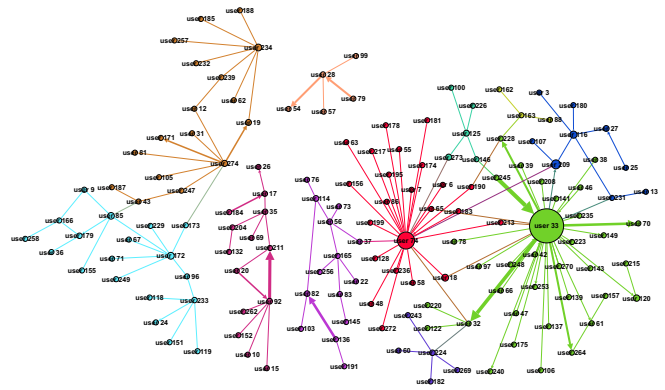 user 188
user 185
user 257
user 234
user 232
user 239
user 62
user 12
user 19
user 31
user 171
user 81
user 274
user 105
user 247
user 187
user 43
user 9
user 85
user 166
user 258
user 179
user 36
user 155
user 229
user 173
user 67
user 71
user 172
user 249
user 96
user 118
user 233
user 24
user 151
user 119
user 99
user 28
user 54
user 79
user 57
user 26
user 17
user 184
user 35
user 204
user 69
user 132
user 211
user 20
user 92
user 262
user 152
user 10
user 15
user 76
user 114
user 73
user 56
user 37
user 165
user 256
user 22
user 82
user 83
user 145
user 103
user 136
user 191
user 178
user 181
user 63
user 217
user 55
user 174
user 195
user 156
user 7
user 6
user 190
user 86
user 65
user 183
user 199
user 213
user 74
user 128
user 236
user 58
user 18
user 48
user 272
user 100
user 226
user 125
user 273
user 146
user 245
user 162
user 163
user 88
user 228
user 3
user 180
user 116
user 27
user 107
user 209
user 25
user 13
user 231
user 39
user 38
user 208
user 46
user 141
user 235
user 33
user 70
user 149
user 78
user 223
user 42
user 97
user 248
user 270
user 143
user 215
user 66
user 253
user 139
user 157
user 120
user 47
user 61
user 137
user 175
user 264
user 240
user 106
user 220
user 243
user 122
user 32
user 60
user 224
user 269
user 182